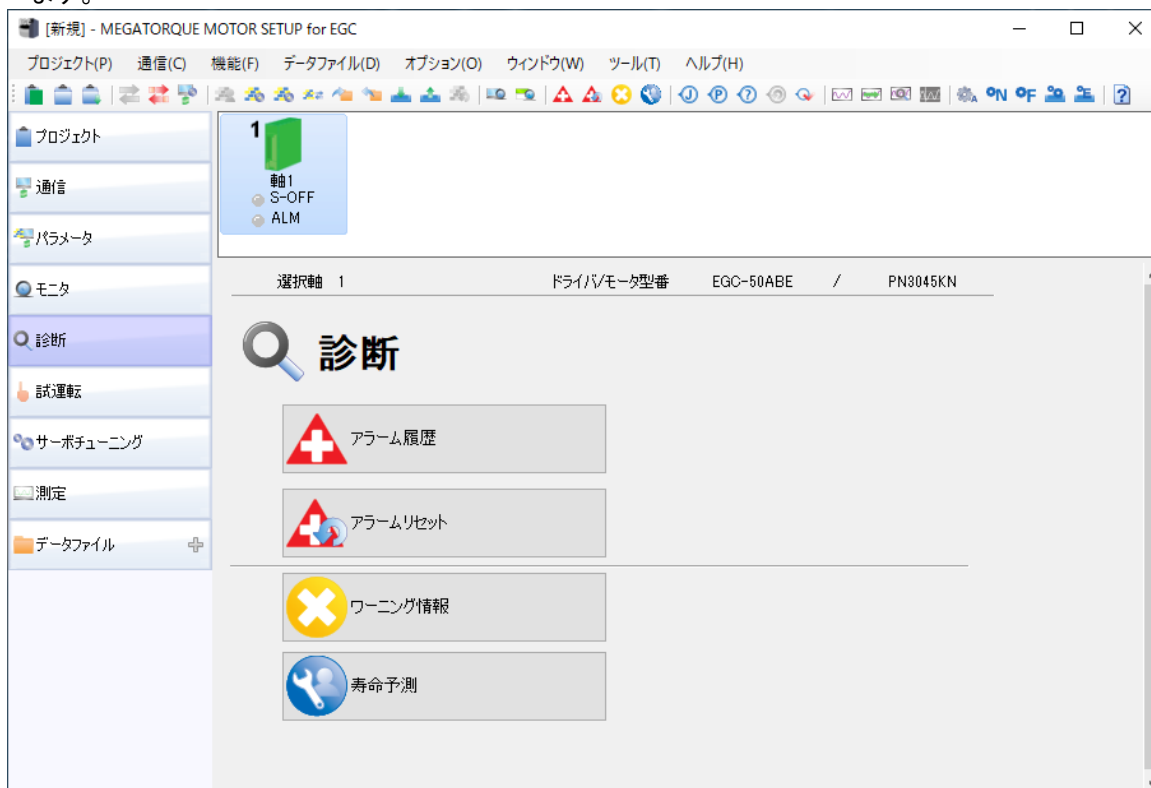 ます。
[新規] - MEGATORQUE MOTOR SETUP for EGC
プロジェクト(P) 通信(C) 機能(F) データファイル(D) オプション(O) ウィンドウ(W) ツール(T) ヘルプ(H)
プロジェクト
通信
パラメータ
モニタ
診断
試運転
サーボチューニング
測定
データファイル
1
軸1
S-OFF
ALM
選択軸 1 ドライバ/モータ型番 EGC-50ABE / PN3045KN
診断
アラーム履歴
アラームリセット
ワーニング情報
寿命予測